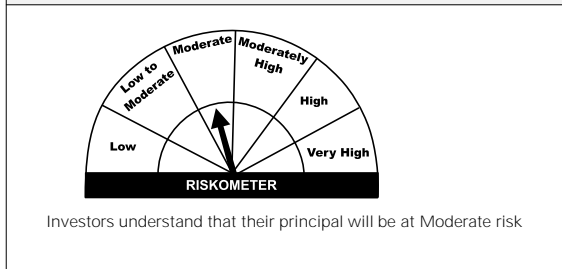 Low
Low to
Moderate
Moderate
Moderately
High
High
Very High
RISKOMETER
Investors understand that their principal will be at Moderate risk